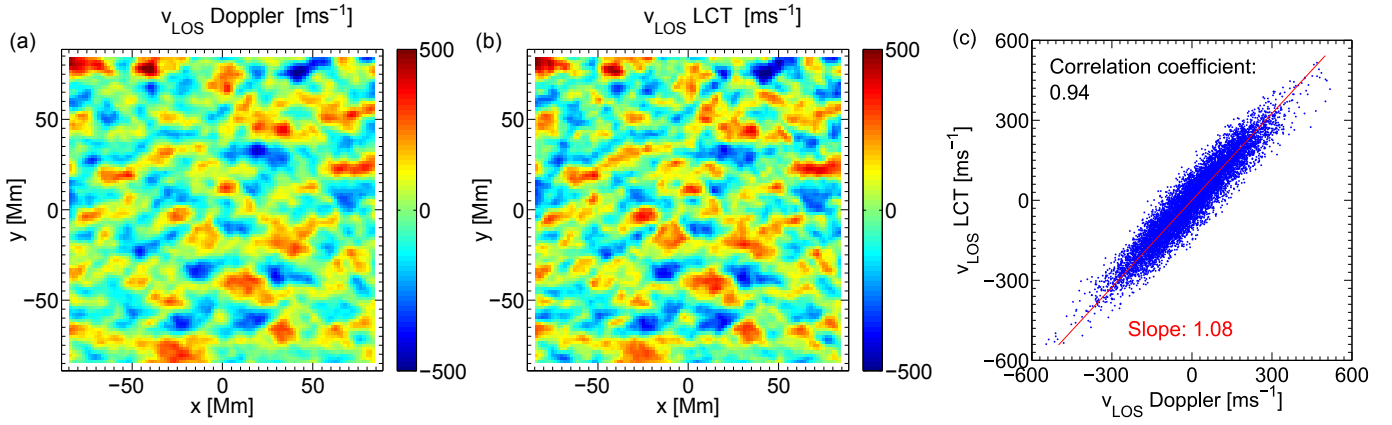 (a)
v_LOS Doppler [ms⁻¹]
y [Mm]
50
0
−50
−50
0
50
x [Mm]
500
0
−500
(b)
v_LOS LCT [ms⁻¹]
y [Mm]
50
0
−50
−50
0
50
x [Mm]
500
0
−500
(c)
Correlation coefficient:
0.94
Slope: 1.08
v_LOS LCT [ms⁻¹]
600
300
0
−300
−600
−600
−300
0
300
600
v_LOS Doppler [ms⁻¹]